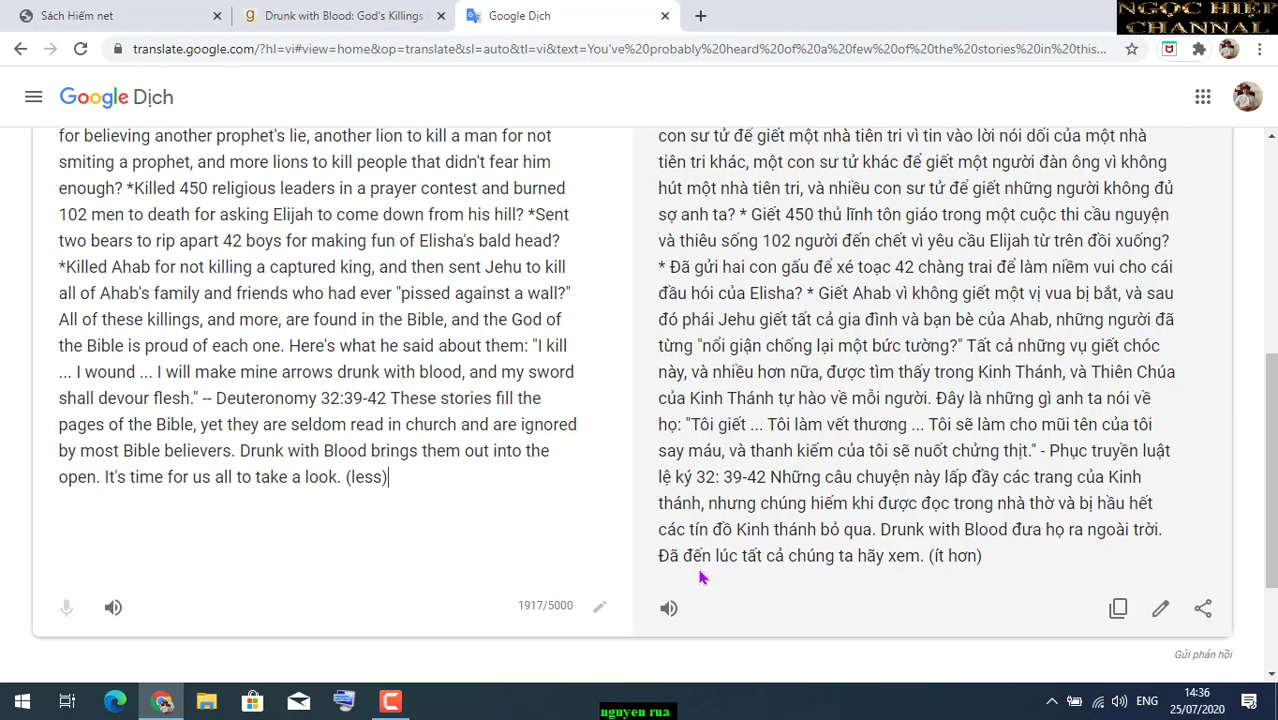 Sách Hiếm net
Drunk with Blood: God's Killings
Google Dịch
NGỌC HIỆP
CHANNAL
translate.google.com/?hl=vi#view=home&op=translate&sl=auto&tl=vi&text=You've%20probably%20heard%20of%20a%20few%20of%20the%20stories%20in%20this...
Google Dịch
for believing another prophet's lie, another lion to kill a man for not
smiting a prophet, and more lions to kill people that didn't fear him
enough? *Killed 450 religious leaders in a prayer contest and burned
102 men to death for asking Elijah to come down from his hill? *Sent
two bears to rip apart 42 boys for making fun of Elisha's bald head?
*Killed Ahab for not killing a captured king, and then sent Jehu to kill
all of Ahab's family and friends who had ever "pissed against a wall?"
All of these killings, and more, are found in the Bible, and the God of
the Bible is proud of each one. Here's what he said about them: "I kill
... I wound ... I will make mine arrows drunk with blood, and my sword
shall devour flesh." -- Deuteronomy 32:39-42 These stories fill the
pages of the Bible, yet they are seldom read in church and are ignored
by most Bible believers. Drunk with Blood brings them out into the
open. It's time for us all to take a look. (less)
1917/5000
con sư tử để giết một nhà tiên tri vì tin vào lời nói dối của một nhà
tiên tri khác, một con sư tử khác để giết một người đàn ông vì không
hút một nhà tiên tri, và nhiều con sư tử để giết những người không đủ
sợ anh ta? * Giết 450 thủ lĩnh tôn giáo trong một cuộc thi cầu nguyện
và thiêu sống 102 người đến chết vì yêu cầu Elijah từ trên đồi xuống?
* Đã gửi hai con gấu để xé toạc 42 chàng trai để làm niềm vui cho cái
đầu hói của Elisha? * Giết Ahab vì không giết một vị vua bị bắt, và sau
đó phái Jehu giết tất cả gia đình và bạn bè của Ahab, những người đã
từng "nổi giận chống lại một bức tường?" Tất cả những vụ giết chóc
này, và nhiều hơn nữa, được tìm thấy trong Kinh Thánh, và Thiên Chúa
của Kinh Thánh tự hào về mỗi người. Đây là những gì anh ta nói về
họ: "Tôi giết ... Tôi làm vết thương ... Tôi sẽ làm cho mũi tên của tôi
say máu, và thanh kiếm của tôi sẽ nuốt chửng thịt." - Phục truyền luật
lệ ký 32: 39-42 Những câu chuyện này lấp đầy các trang của Kinh
thánh, nhưng chúng hiếm khi được đọc trong nhà thờ và bị hầu hết
các tín đồ Kinh thánh bỏ qua. Drunk with Blood đưa họ ra ngoài trời.
Đã đến lúc tất cả chúng ta hãy xem. (ít hơn)
Gửi phản hồi
ENG
14:36
25/07/2020
nguyen rua